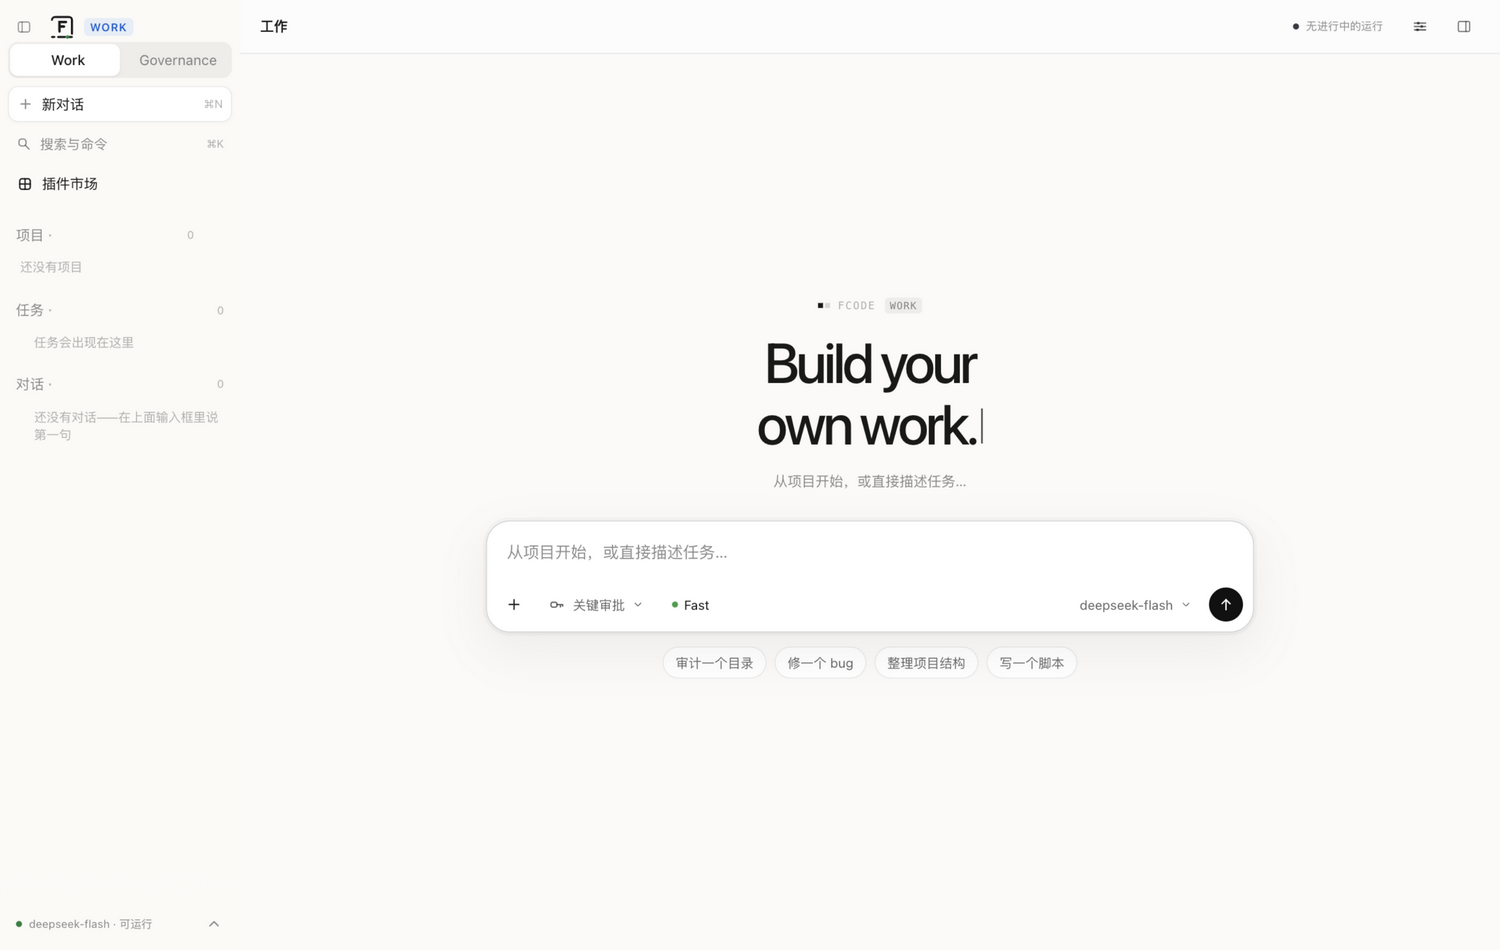 F WORK
Work Governance
新对话 ⌘N
搜索与命令 ⌘K
插件市场
项目 · 0
还没有项目
任务 · 0
任务会出现在这里
对话 · 0
还没有对话——在上面输入框里说
第一句
deepseek-flash · 可运行
工作
无进行中的运行
FCODE WORK
Build your
own work.
从项目开始，或直接描述任务...
从项目开始，或直接描述任务...
关键审批 Fast deepseek-flash
审计一个目录 修一个 bug 整理项目结构 写一个脚本